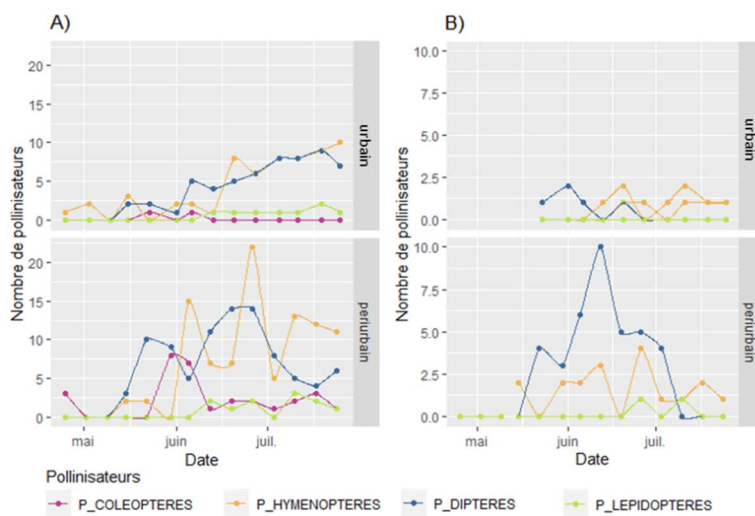 A)
B)
Nombre de pollinisateurs
20
15
10
5
0
urbain
20
15
10
5
0
périurbain
mai
juin
juil.
Date
Nombre de pollinisateurs
10.0
7.5
5.0
2.5
0.0
urbain
10.0
7.5
5.0
2.5
0.0
périurbain
mai
juin
juil.
Date
Pollinisateurs
P_COLEOPTERES P_HYMENOPTERES P_DIPTERES P_LEPIDOPTERES